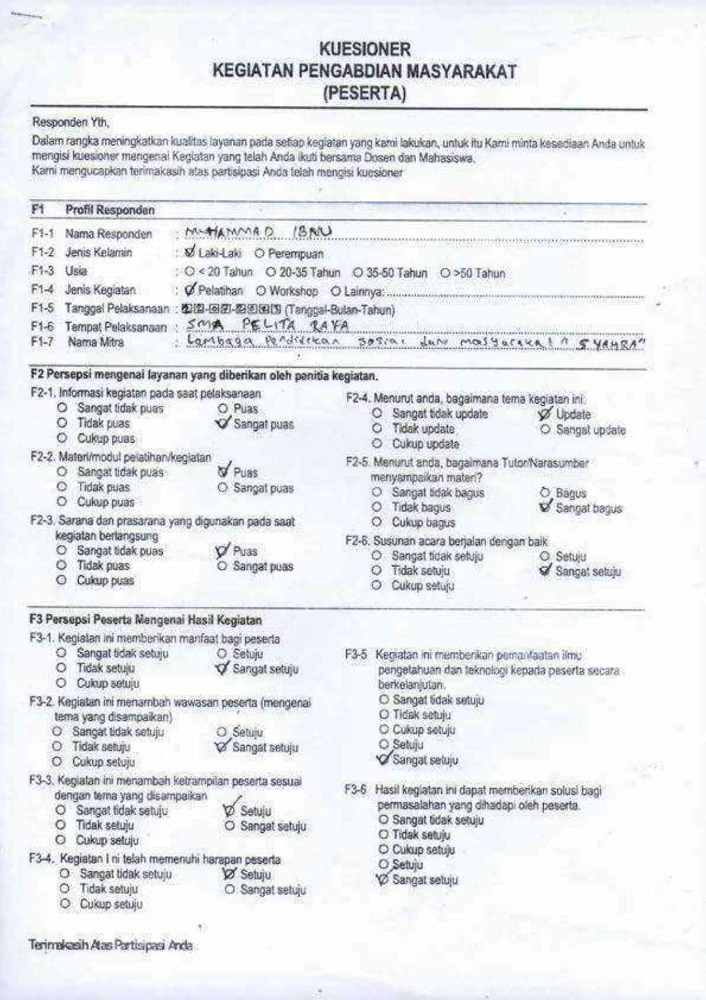 KUESIONER
KEGIATAN PENGABDIAN MASYARAKAT
(PESERTA)
Responden Yth,
Dalam rangka meningkatkan kualitas layanan pada setiap kegiatan yang kami lakukan, untuk itu Kami minta kesediaan Anda untuk
mengisi kuesioner mengenai Kegiatan yang telah Anda ikuti bersama Dosen dan Mahasiswa.
Kami mengucapkan terimakasih atas partisipasi Anda telah mengisi kuesioner
F1 Profil Responden
F1-1 Nama Responden : MUHAMMAD IBNU
F1-2 Jenis Kelamin : Laki-Laki Perempuan
F1-3 Usia : < 20 Tahun 20-35 Tahun 35-50 Tahun >50 Tahun
F1-4 Jenis Kegiatan : Pelatihan Workshop Lainnya:
F1-5 Tanggal Pelaksanaan : (Tanggal-Bulan-Tahun)
F1-6 Tempat Pelaksanaan : SMA PELITA RAYA
F1-7 Nama Mitra : Lembaga Pendidikan sosial dan masyarakat " SYAHRA"
F2 Persepsi mengenai layanan yang diberikan oleh panitia kegiatan.
F2-1. Informasi kegiatan pada saat pelaksanaan
Sangat tidak puas Puas
Tidak puas Sangat puas
Cukup puas
F2-2. Materi/modul pelatihan/kegiatan
Sangat tidak puas Puas
Tidak puas Sangat puas
Cukup puas
F2-3. Sarana dan prasarana yang digunakan pada saat
kegiatan berlangsung
Sangat tidak puas Puas
Tidak puas Sangat puas
Cukup puas
F2-4. Menurut anda, bagaimana tema kegiatan ini:
Sangat tidak update Update
Tidak update Sangat update
Cukup update
F2-5. Menurut anda, bagaimana Tutor/Narasumber
menyampaikan materi?
Sangat tidak bagus Bagus
Tidak bagus Sangat bagus
Cukup bagus
F2-6. Susunan acara berjalan dengan baik
Sangat tidak setuju Setuju
Tidak setuju Sangat setuju
Cukup setuju
F3 Persepsi Peserta Mengenai Hasil Kegiatan
F3-1. Kegiatan ini memberikan manfaat bagi peserta
Sangat tidak setuju Setuju
Tidak setuju Sangat setuju
Cukup setuju
F3-2. Kegiatan ini menambah wawasan peserta (mengenai
tema yang disampaikan)
Sangat tidak setuju Setuju
Tidak setuju Sangat setuju
Cukup setuju
F3-3. Kegiatan ini menambah ketrampilan peserta sesuai
dengan tema yang disampaikan
Sangat tidak setuju Setuju
Tidak setuju Sangat setuju
Cukup setuju
F3-4. Kegiatan I ni telah memenuhi harapan peserta
Sangat tidak setuju Setuju
Tidak setuju Sangat setuju
Cukup setuju
F3-5 Kegiatan ini memberikan pemanfaatan ilmu
pengetahuan dan teknologi kepada peserta secara
berkelanjutan.
Sangat tidak setuju
Tidak setuju
Cukup setuju
Setuju
Sangat setuju
F3-6 Hasil kegiatan ini dapat memberikan solusi bagi
permasalahan yang dihadapi oleh peserta.
Sangat tidak setuju
Tidak setuju
Cukup setuju
Setuju
Sangat setuju
Terimakasih Atas Partisipasi Anda